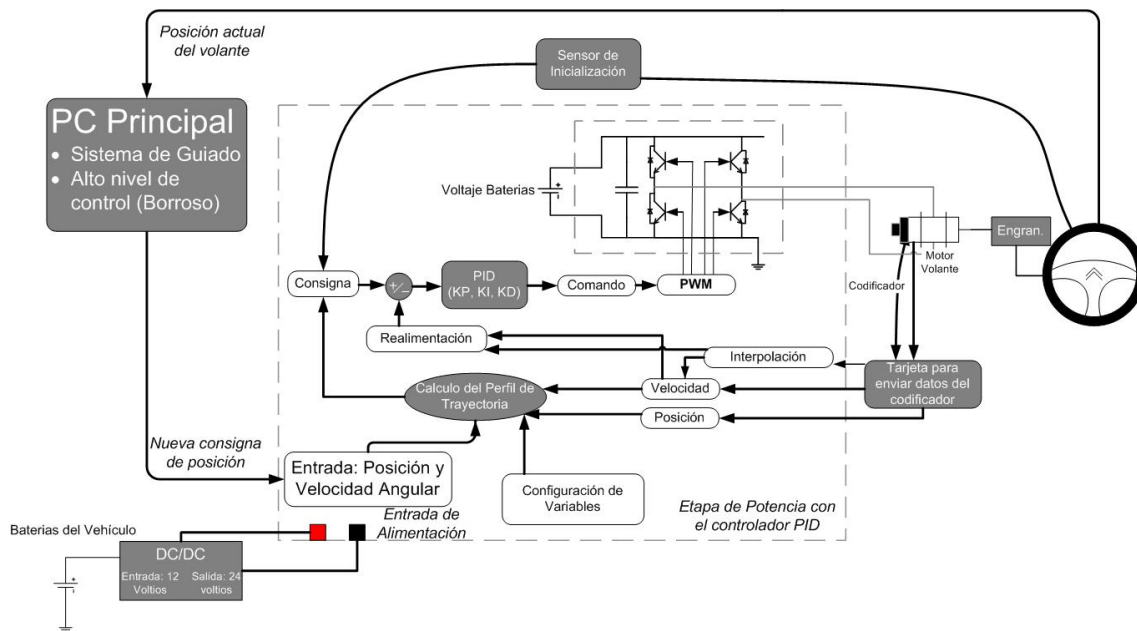 Posición actual
del volante
Sensor de
Inicialización
PC Principal
• Sistema de Guiado
• Alto nivel de
control (Borroso)
Voltaje Baterias
Engran.
Motor
Volante
Codificador
Consigna
+/-
PID
(KP, KI, KD)
Comando
PWM
Realimentación
Interpolación
Calculo del Perfil de
Trayectoria
Velocidad
Posición
Tarjeta para
enviar datos del
codificador
Nueva consigna
de posición
Entrada: Posición y
Velocidad Angular
Configuración de
Variables
Etapa de Potencia con
el controlador PID
Entrada de
Alimentación
Baterias del Vehículo
DC/DC
Entrada: 12
Voltios
Salida: 24
voltios